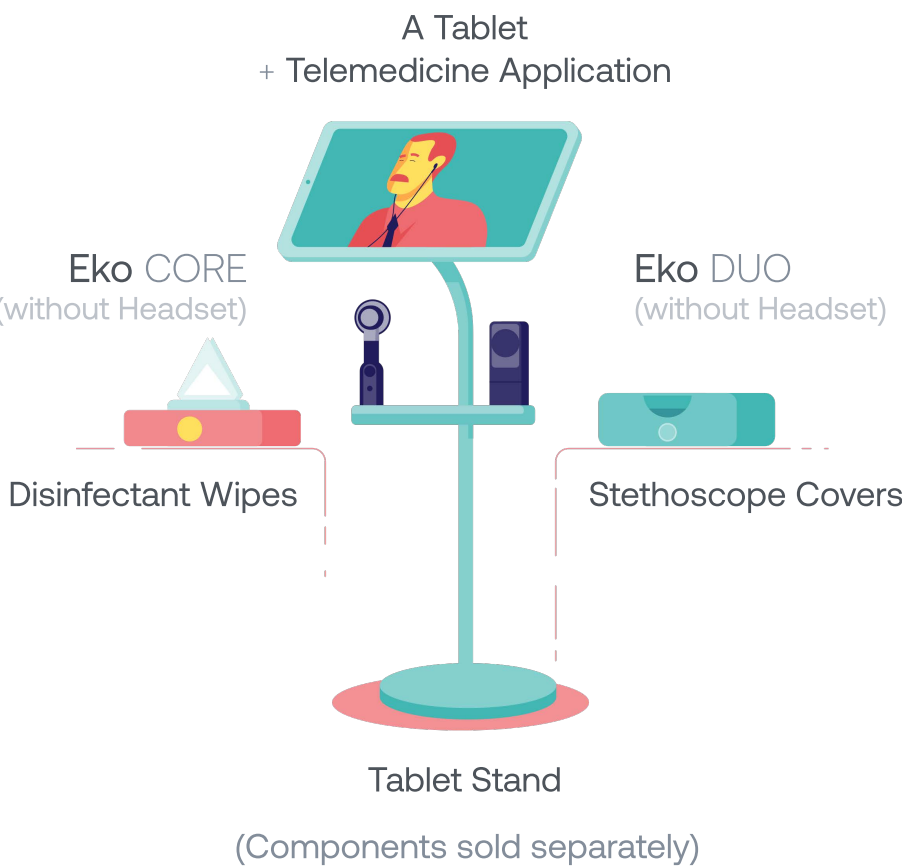 A Tablet
+ Telemedicine Application
Eko CORE
(without Headset)
Eko DUO
(without Headset)
Disinfectant Wipes
Stethoscope Covers
Tablet Stand
(Components sold separately)